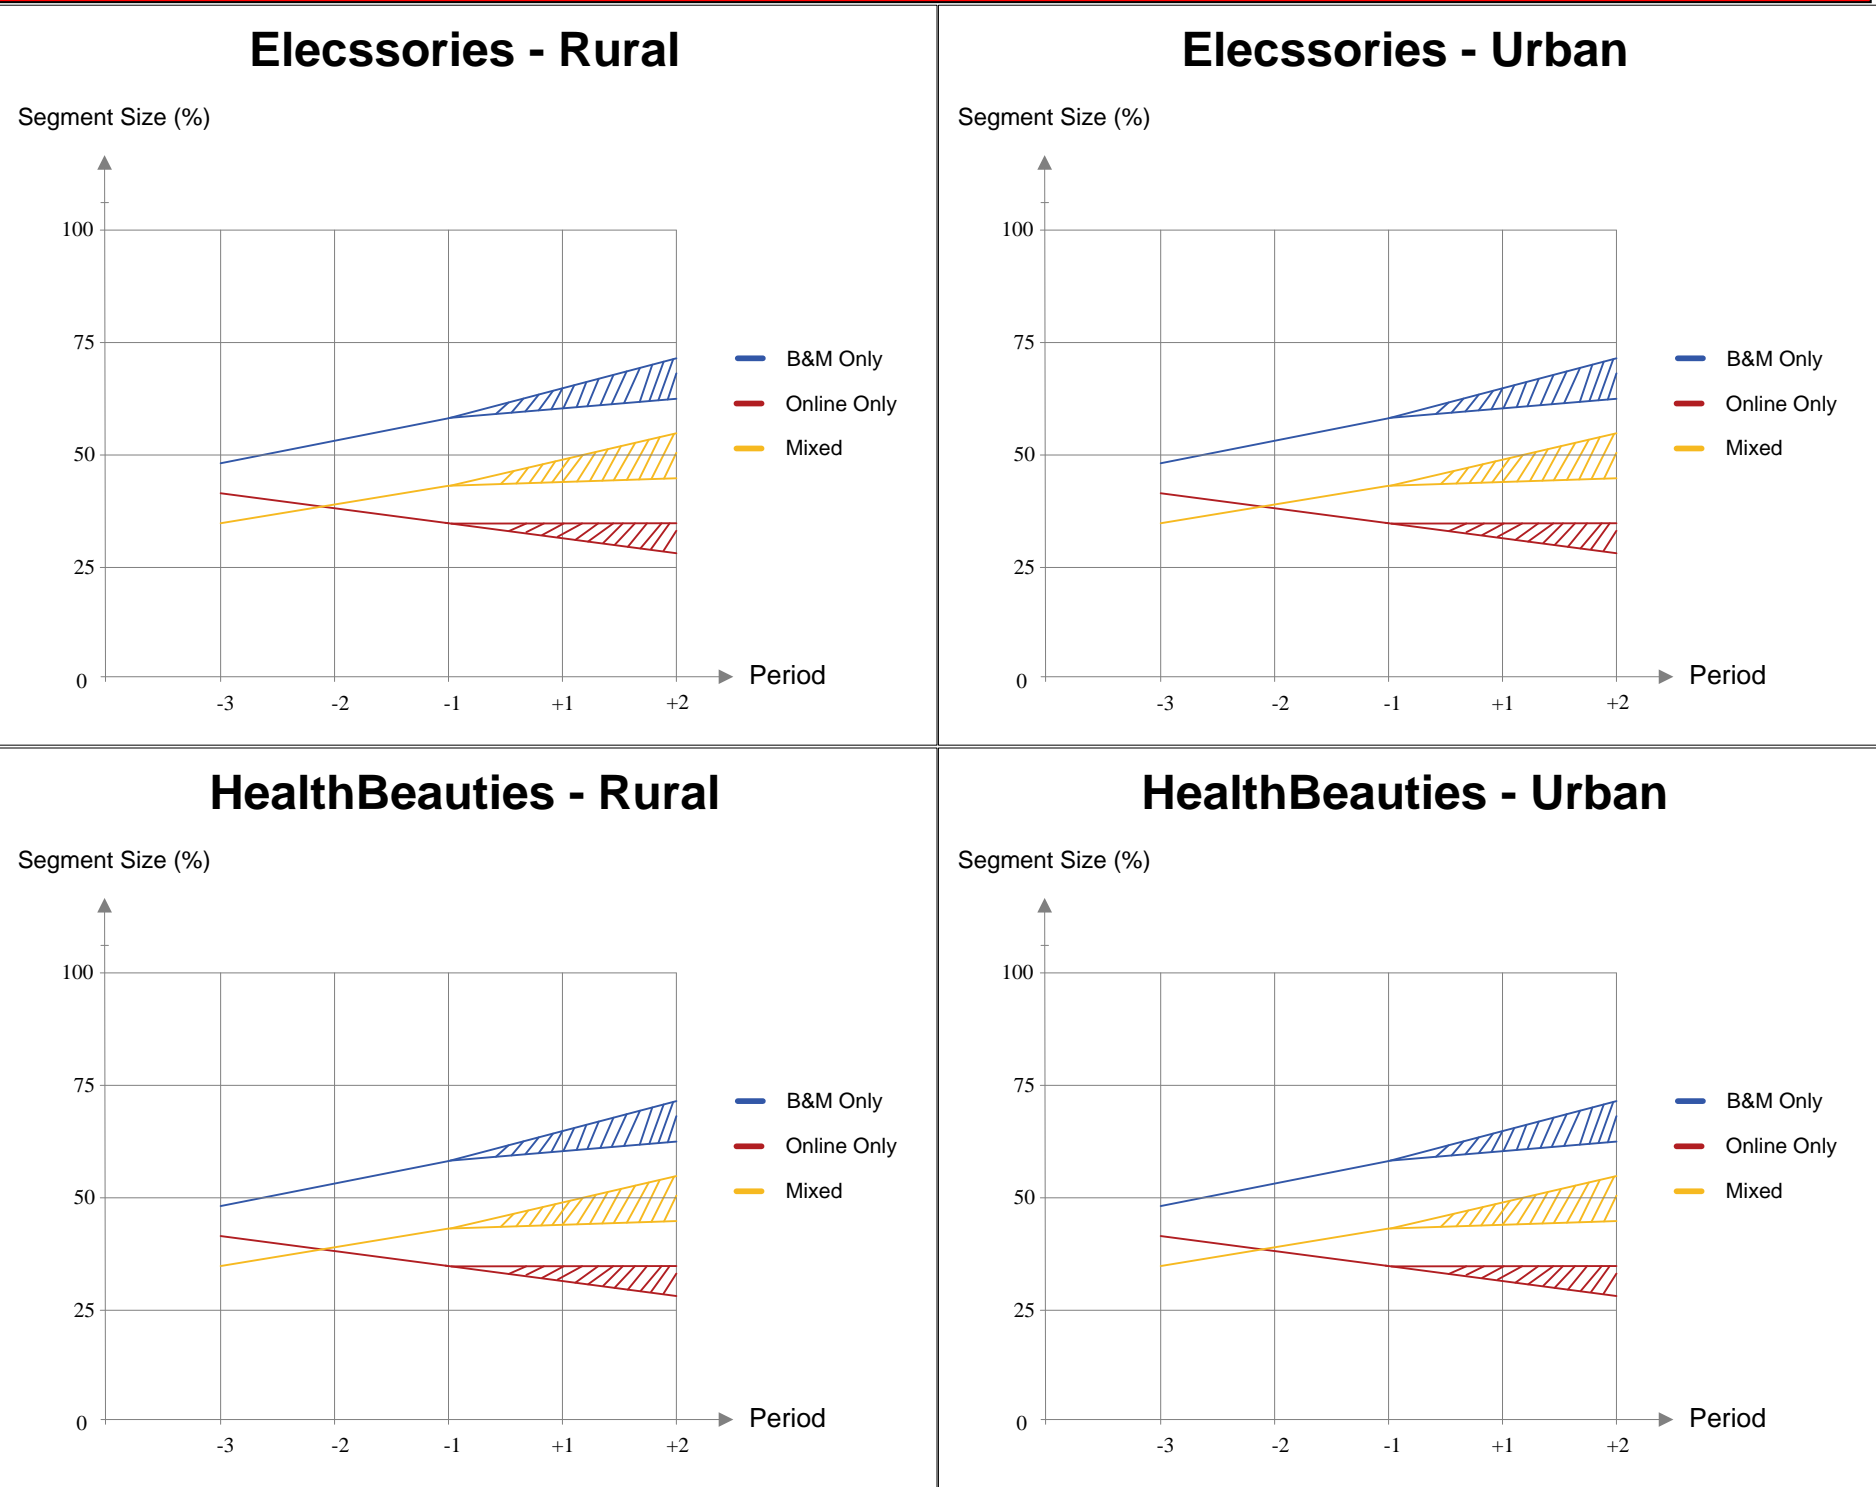 Elecssories - Rural
Segment Size (%)
100
75
50
25
0
-3 -2 -1 +1 +2
Period
B&M Only
Online Only
Mixed
Elecssories - Urban
Segment Size (%)
100
75
50
25
0
-3 -2 -1 +1 +2
Period
B&M Only
Online Only
Mixed
HealthBeauties - Rural
Segment Size (%)
100
75
50
25
0
-3 -2 -1 +1 +2
Period
B&M Only
Online Only
Mixed
HealthBeauties - Urban
Segment Size (%)
100
75
50
25
0
-3 -2 -1 +1 +2
Period
B&M Only
Online Only
Mixed